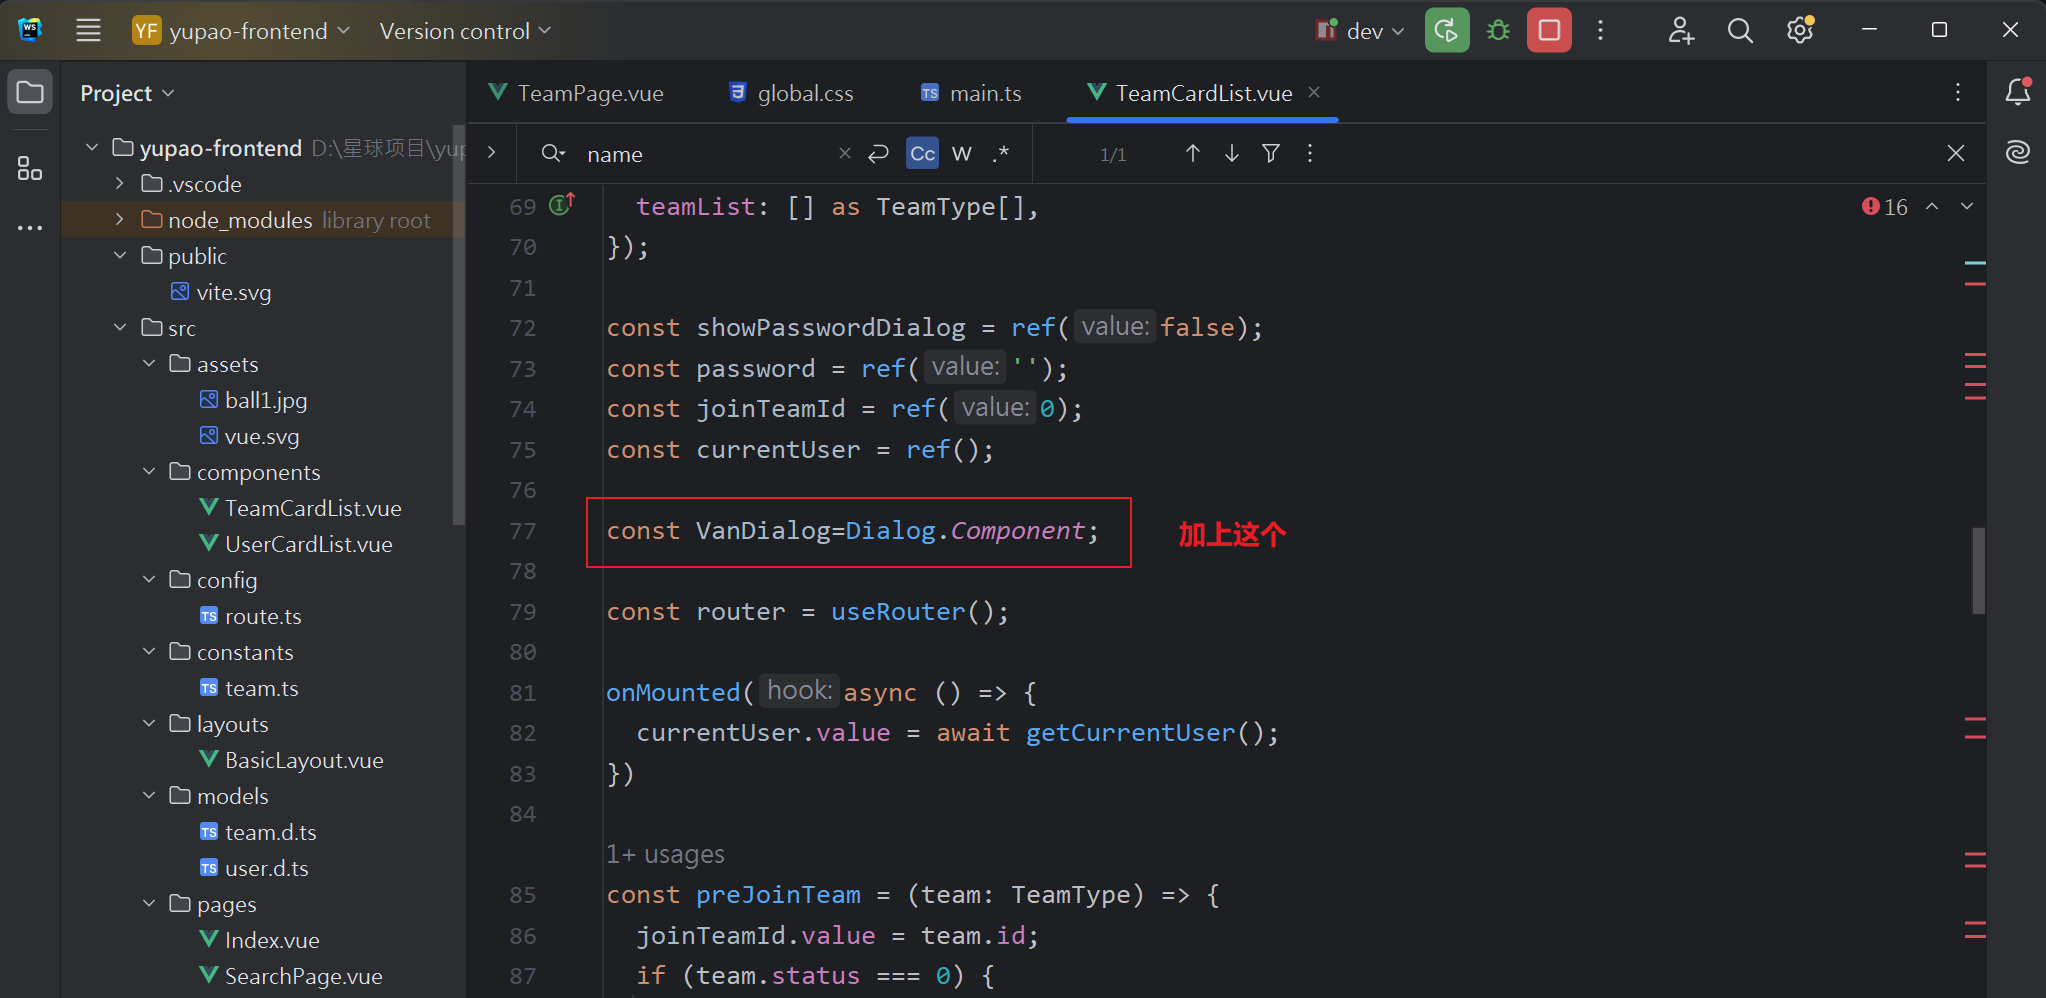 YF yupao-frontend Version control dev
Project
TeamPage.vue global.css main.ts TeamCardList.vue
name Cc W .* 1/1
yupao-frontend D:\星球项目\yup
.vscode
node_modules library root
public
vite.svg
src
assets
ball1.jpg
vue.svg
components
TeamCardList.vue
UserCardList.vue
config
route.ts
constants
team.ts
layouts
BasicLayout.vue
models
team.d.ts
user.d.ts
pages
Index.vue
SearchPage.vue
16
69 teamList: [] as TeamType[],
70 });
71
72 const showPasswordDialog = ref( value: false);
73 const password = ref( value: '');
74 const joinTeamId = ref( value: 0);
75 const currentUser = ref();
76
77 const VanDialog=Dialog.Component; 加上这个
78
79 const router = useRouter();
80
81 onMounted( hook: async () => {
82 currentUser.value = await getCurrentUser();
83 })
84
1+ usages
85 const preJoinTeam = (team: TeamType) => {
86 joinTeamId.value = team.id;
87 if (team.status === 0) {